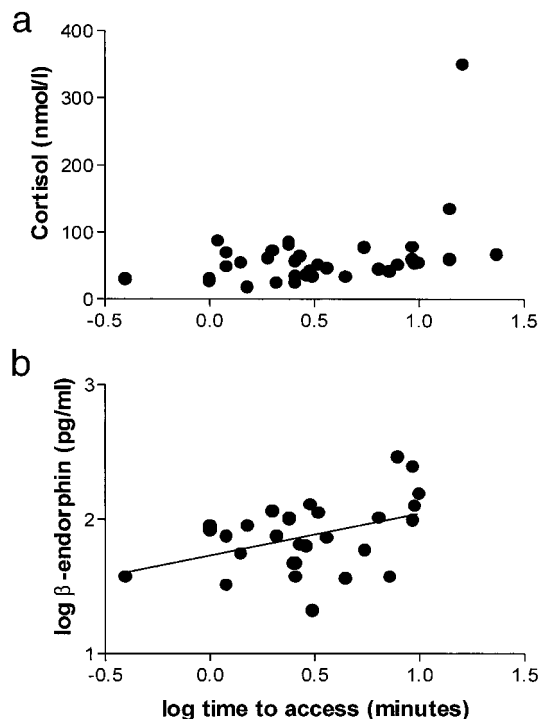 a
Cortisol (nmol/l)
400
300
200
100
0
-0.5 0.0 0.5 1.0 1.5
b
log β-endorphin (pg/ml)
3
2
1
-0.5 0.0 0.5 1.0 1.5
log time to access (minutes)